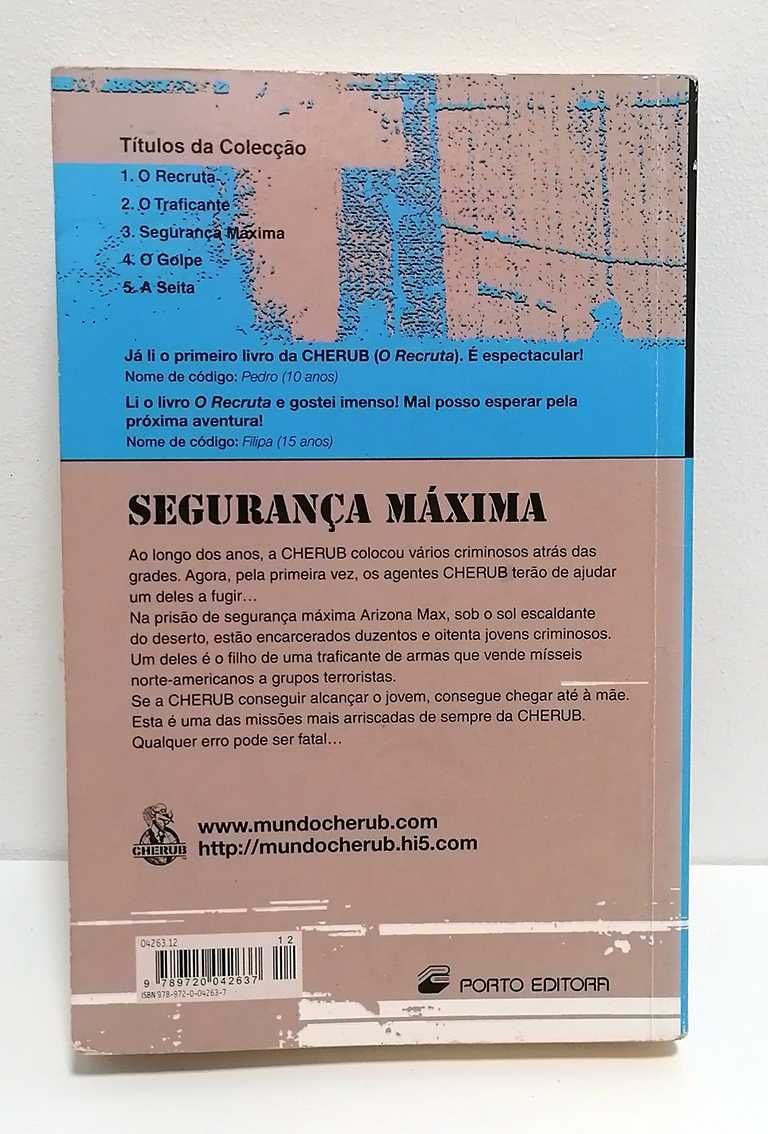 Títulos da Colecção
1. O Recruta
2. O Traficante
3. Segurança Máxima
4. O Golpe
5. A Seita
Já li o primeiro livro da CHERUB (O Recruta). É espectacular!
Nome de código: Pedro (10 anos)
Li o livro O Recruta e gostei imenso! Mal posso esperar pela
próxima aventura!
Nome de código: Filipa (15 anos)
SEGURANÇA MÁXIMA
Ao longo dos anos, a CHERUB colocou vários criminosos atrás das
grades. Agora, pela primeira vez, os agentes CHERUB terão de ajudar
um deles a fugir…
Na prisão de segurança máxima Arizona Max, sob o sol escaldante
do deserto, estão encarcerados duzentos e oitenta jovens criminosos.
Um deles é o filho de uma traficante de armas que vende mísseis
norte-americanos a grupos terroristas.
Se a CHERUB conseguir alcançar o jovem, consegue chegar até à mãe.
Esta é uma das missões mais arriscadas de sempre da CHERUB.
Qualquer erro pode ser fatal…
CHERUB
www.mundocherub.com
http://mundocherub.hi5.com
04263.12
12
9 789720 042637
ISBN 978-972-0-04263-7
PORTO EDITORA